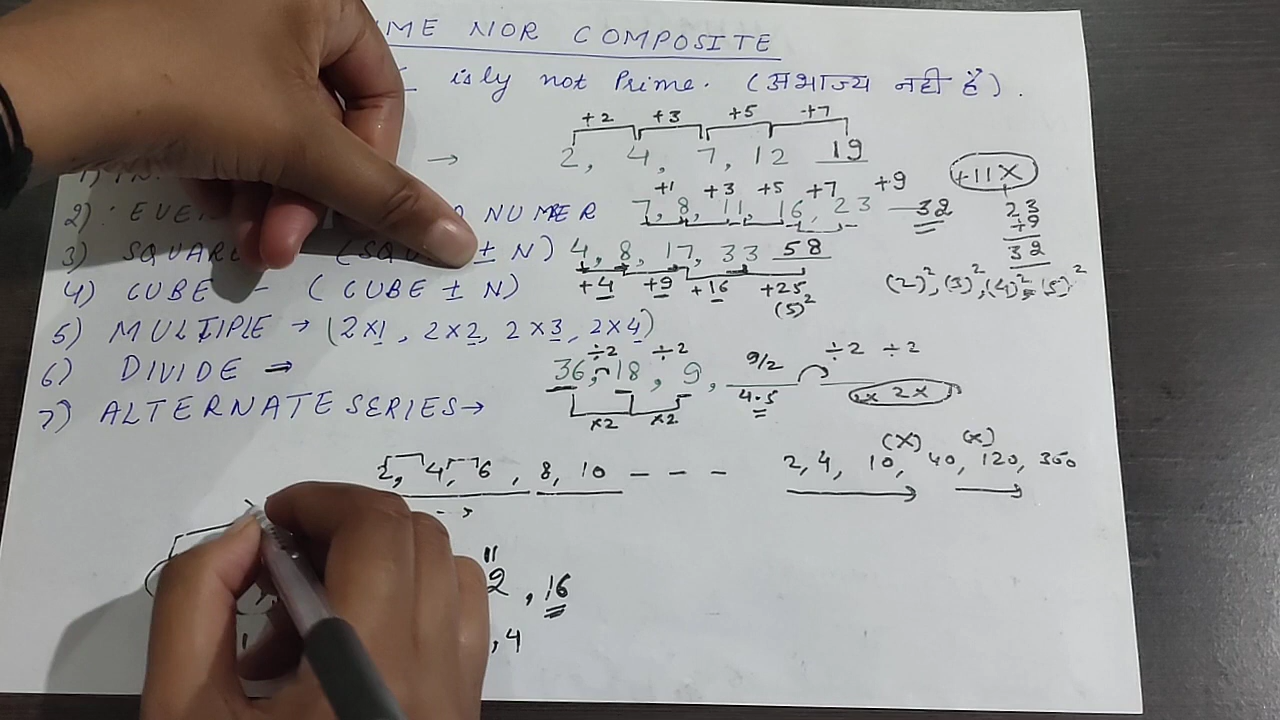 NOR COMPOSITE
is ly not Prime. (अभाज्य नहीं है).
+2 +3 +5 +7
→ 2, 4, 7, 12 19
+11 X
+1 +3 +5 +7 +9
2) EVEN NUMBER 7, 8, 11, 16, 23 32
23
+9
32
3) SQUARE (± N) 4, 8, 17, 33 58
4) CUBE - (CUBE ± N) +4 +9 +16 +25 (2)², (3)², (4)², (5)²
(5)²
5) MULTIPLE → (2×1, 2×2, 2×3, 2×4)
÷2 ÷2 9/2 ÷2 ÷2
6) DIVIDE ⇒ 36, 18, 9, 4.5
2X
×2 ×2
7) ALTERNATE SERIES →
(X) (X)
2, 4, 6, 8, 10 - - - 2, 4, 10, 40, 120, 360
11
2, 16
, 4